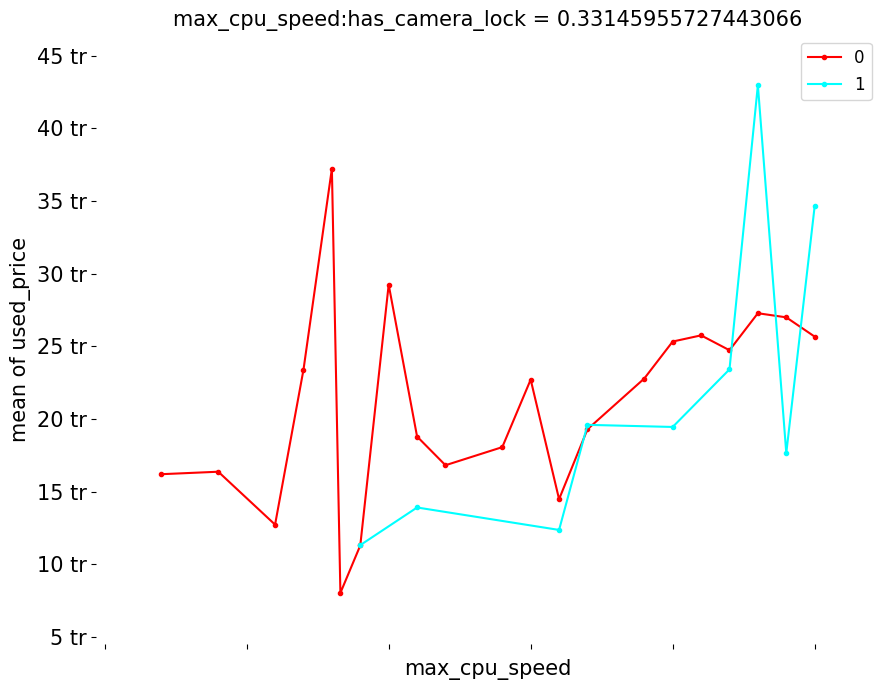 max_cpu_speed:has_camera_lock = 0.33145955727443066
45 tr
40 tr
35 tr
30 tr
25 tr
20 tr
15 tr
10 tr
5 tr
mean of used_price
max_cpu_speed
0
1